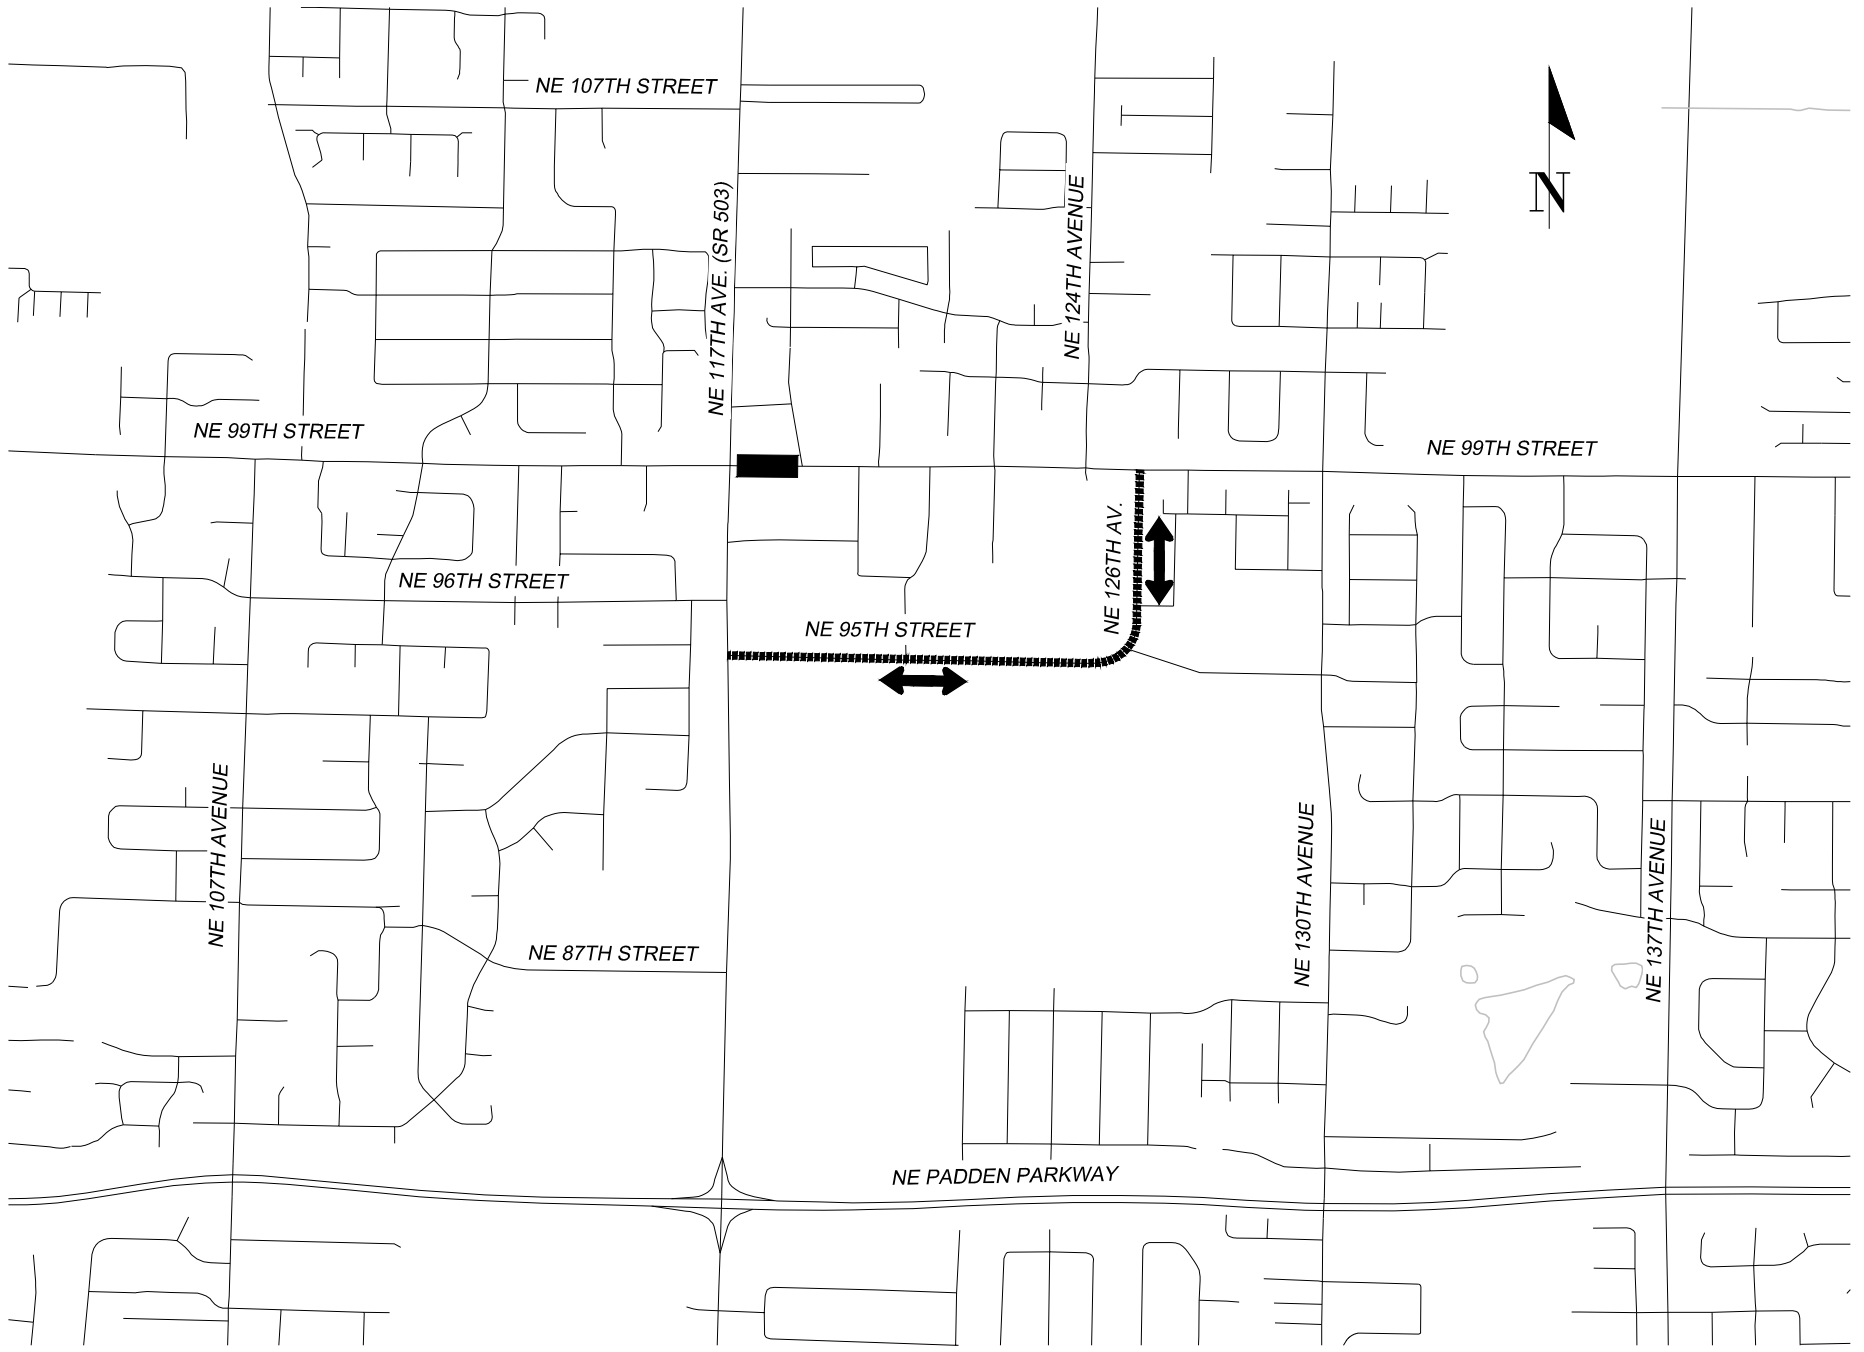 NE 107TH STREET
N
NE 117TH AVE. (SR 503)
NE 124TH AVENUE
NE 99TH STREET
NE 99TH STREET
NE 126TH AV.
NE 96TH STREET
NE 95TH STREET
NE 107TH AVENUE
NE 130TH AVENUE
NE 137TH AVENUE
NE 87TH STREET
NE PADDEN PARKWAY